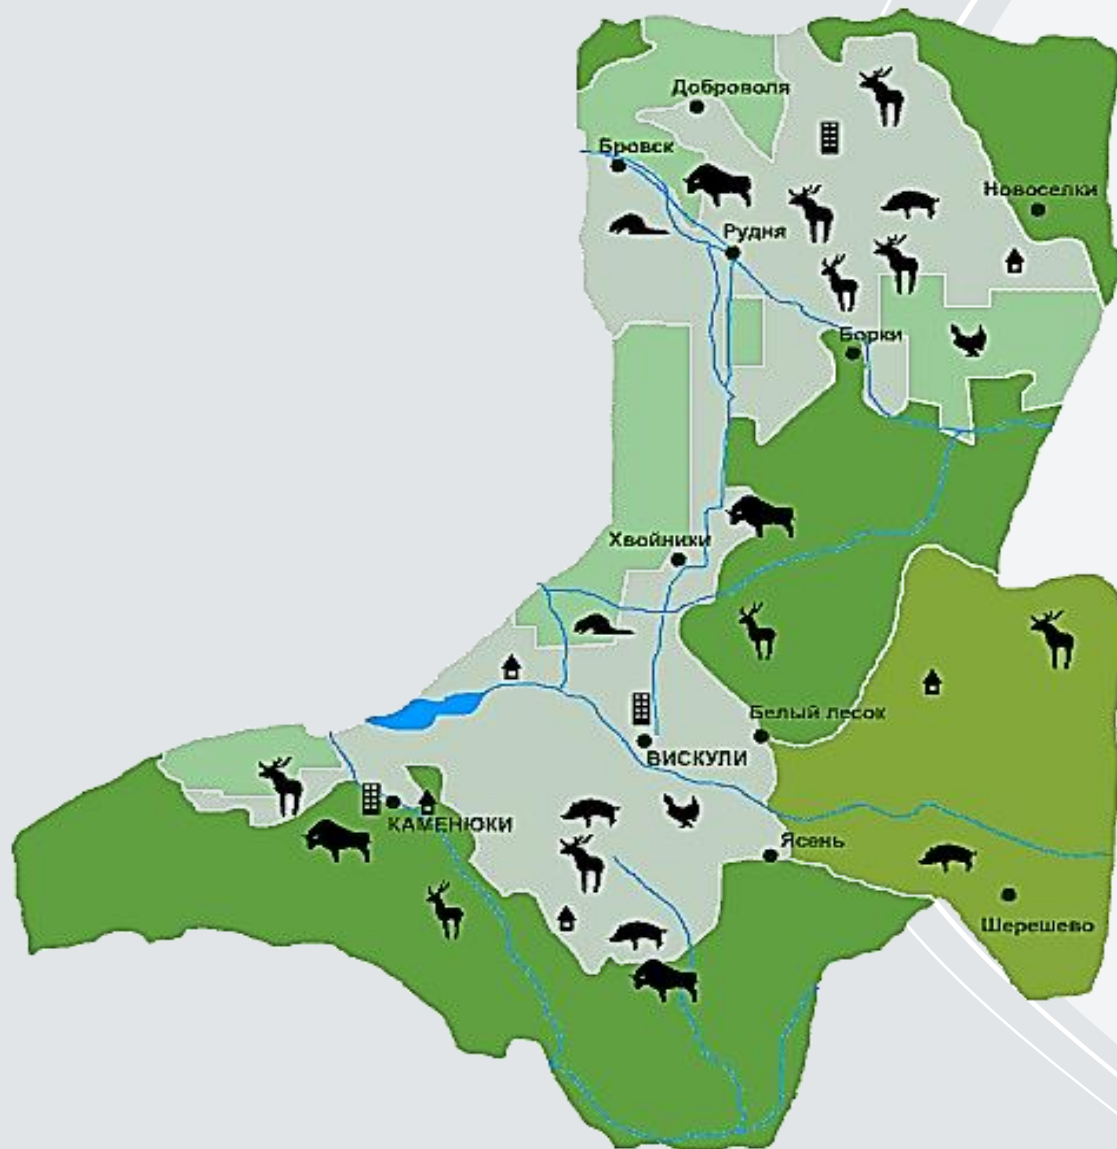 Доброволя
Бровск
Новоселки
Рудня
Борки
Хвойники
Белый лесок
ВИСКУЛИ
КАМЕНЮКИ
Ясень
Шерешево